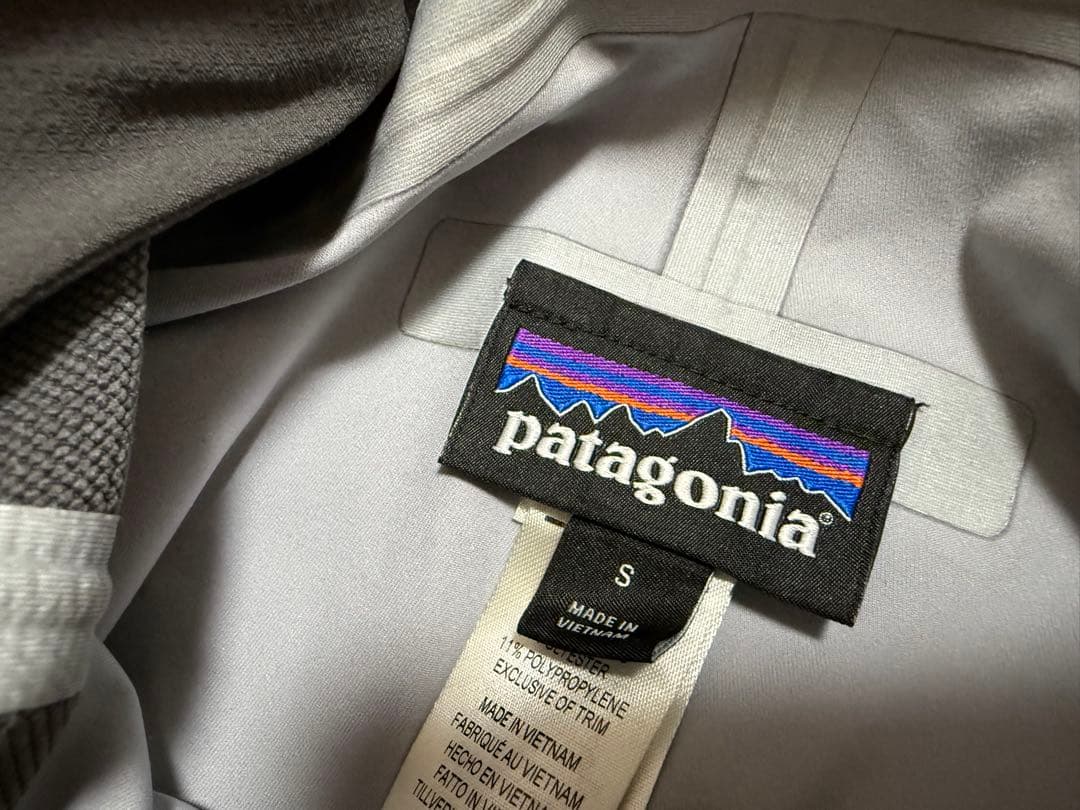 patagonia®
S
MADE IN
VIETNAM
11% POLYPROPYLENE
EXCLUSIVE OF TRIM
MADE IN VIETNAM
FABRIQUÉ AU VIETNAM
HECHO EN VIETNAM
FATTO IN